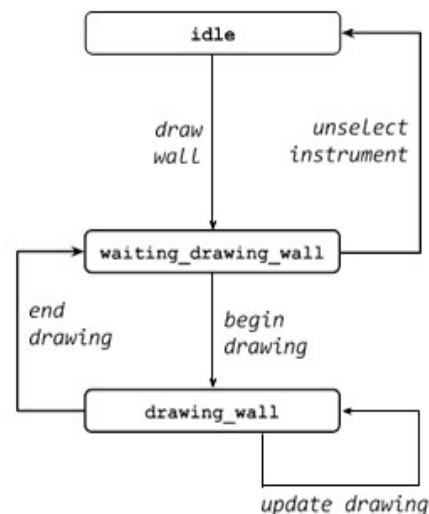 idle
draw
wall
unselect
instrument
waiting_drawing_wall
end
drawing
begin
drawing
drawing_wall
update drawing